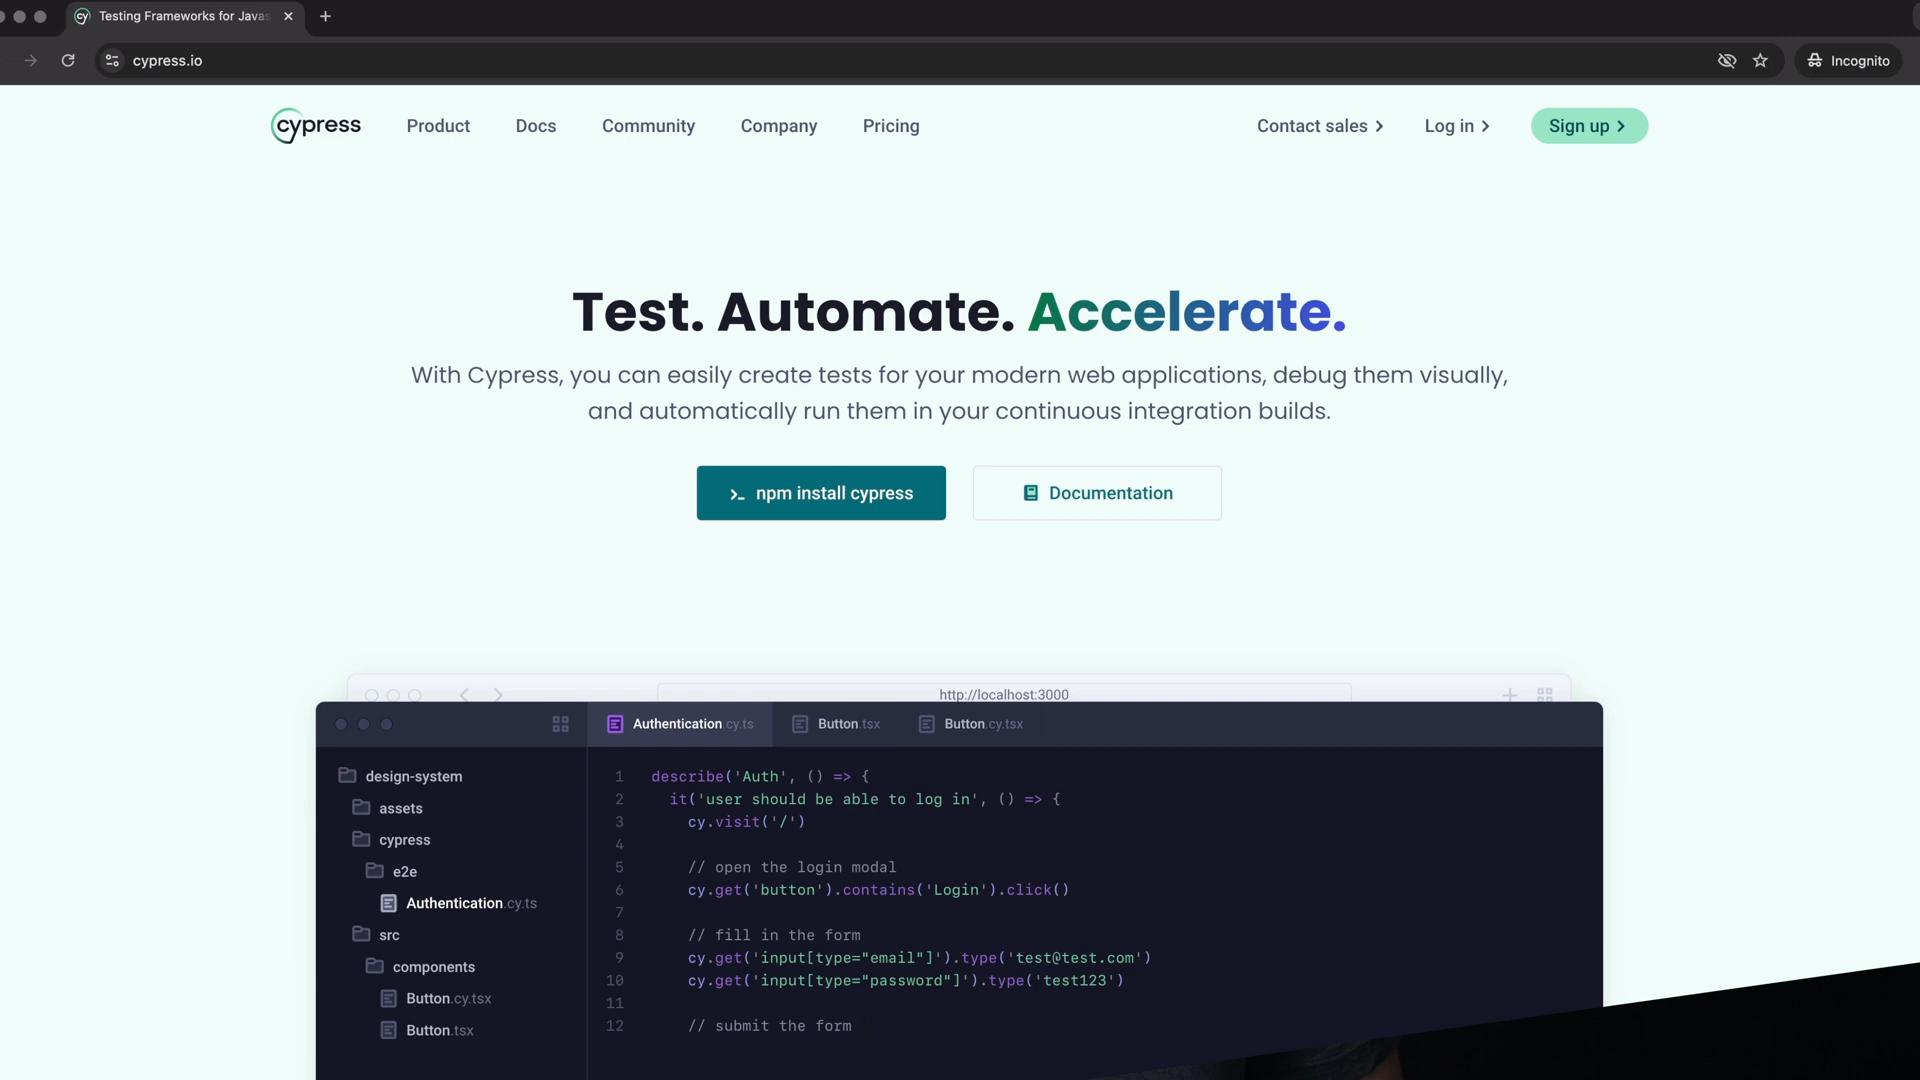 Testing Frameworks for Javas
cypress.io
Incognito
cypress
Product
Docs
Community
Company
Pricing
Contact sales
Log in
Sign up
Test. Automate. Accelerate.
With Cypress, you can easily create tests for your modern web applications, debug them visually,
and automatically run them in your continuous integration builds.
>_ npm install cypress
Documentation
http://localhost:3000
Authentication.cy.ts
Button.tsx
Button.cy.tsx
design-system
assets
cypress
e2e
Authentication.cy.ts
src
components
Button.cy.tsx
Button.tsx
1 describe('Auth', () => {
2 it('user should be able to log in', () => {
3 cy.visit('/')
4
5 // open the login modal
6 cy.get('button').contains('Login').click()
7
8 // fill in the form
9 cy.get('input[type="email"]').type('test@test.com')
10 cy.get('input[type="password"]').type('test123')
11
12 // submit the form